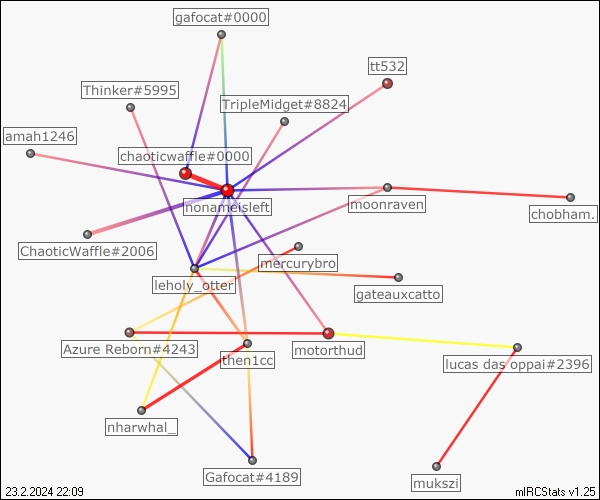 gafocat#0000
tt532
Thinker#5995
TripleMidget#8824
amah1246
chaoticwaffle#0000
nonameisleft
moonraven
chobham.
ChaoticWaffle#2006
mercurybro
leholy_otter
gateauxcatto
Azure Reborn#4243
motorthud
then1cc
lucas das oppai#2396
nharwhal_
Gafocat#4189
mukszi
23.2.2024 22:09
mIRCStats v1.25